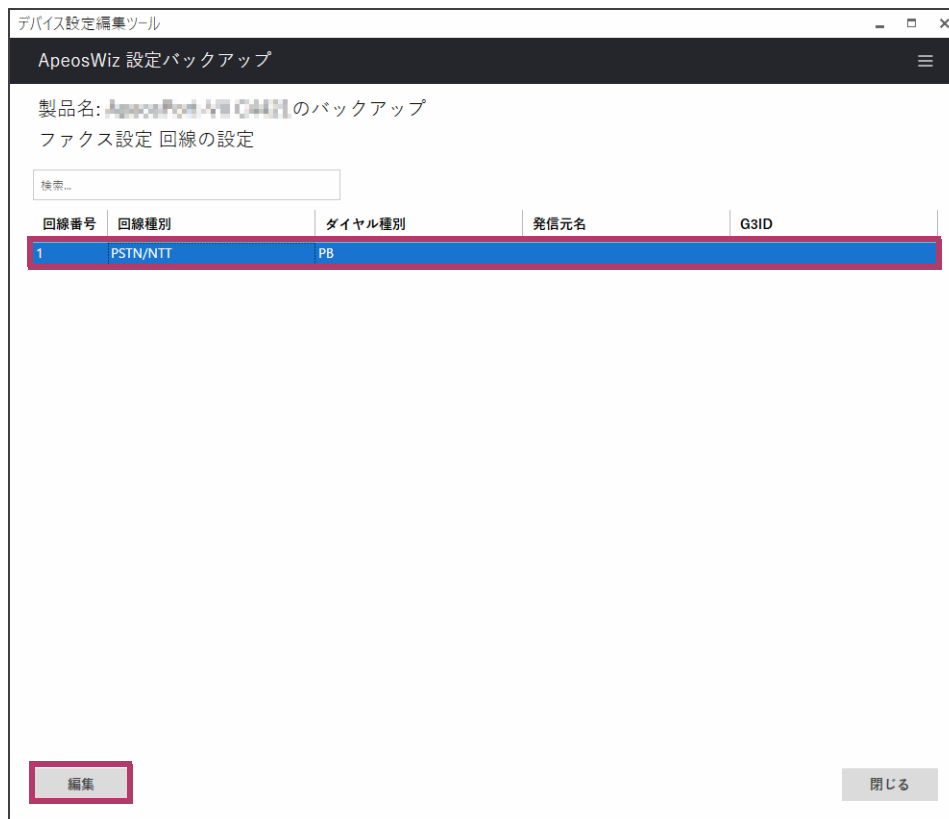 デバイス設定編集ツール
ApeosWiz 設定バックアップ
製品名: のバックアップ
ファクス設定 回線の設定
検索...
回線番号 回線種別 ダイヤル種別 発信元名 G3ID
1 PSTN/NTT PB
編集 閉じる